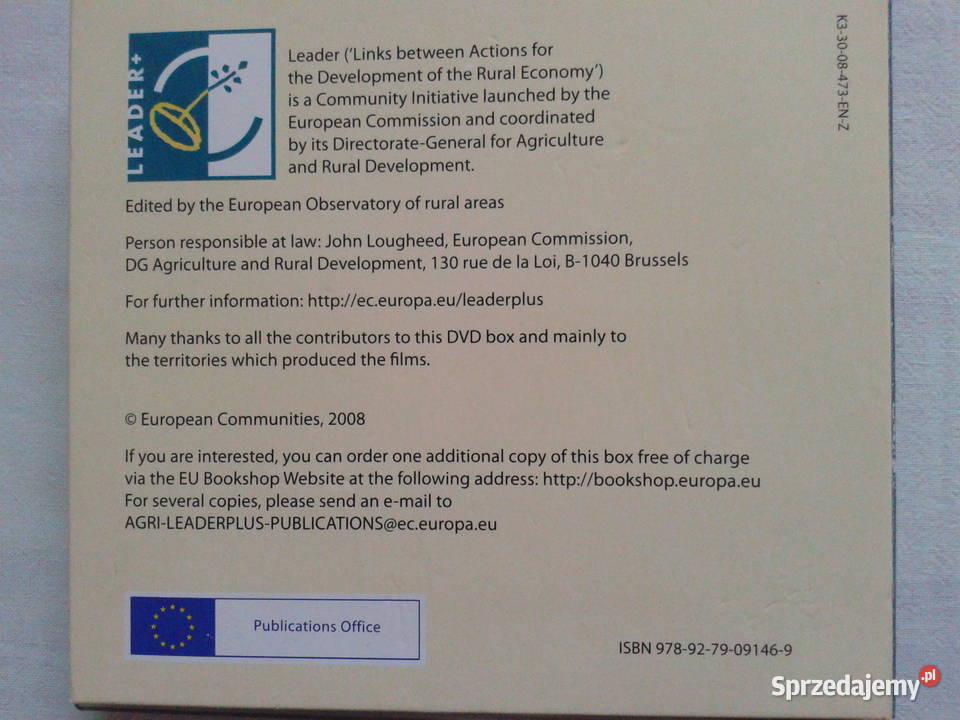 LEADER+
Leader (‘Links between Actions for
the Development of the Rural Economy’)
is a Community Initiative launched by the
European Commission and coordinated
by its Directorate-General for Agriculture
and Rural Development.
K3-30-08-473-EN-Z
Edited by the European Observatory of rural areas
Person responsible at law: John Lougheed, European Commission,
DG Agriculture and Rural Development, 130 rue de la Loi, B-1040 Brussels
For further information: http://ec.europa.eu/leaderplus
Many thanks to all the contributors to this DVD box and mainly to
the territories which produced the films.
© European Communities, 2008
If you are interested, you can order one additional copy of this box free of charge
via the EU Bookshop Website at the following address: http://bookshop.europa.eu
For several copies, please send an e-mail to
AGRI-LEADERPLUS-PUBLICATIONS@ec.europa.eu
Publications Office
ISBN 978-92-79-09146-9
Sprzedajemy.pl